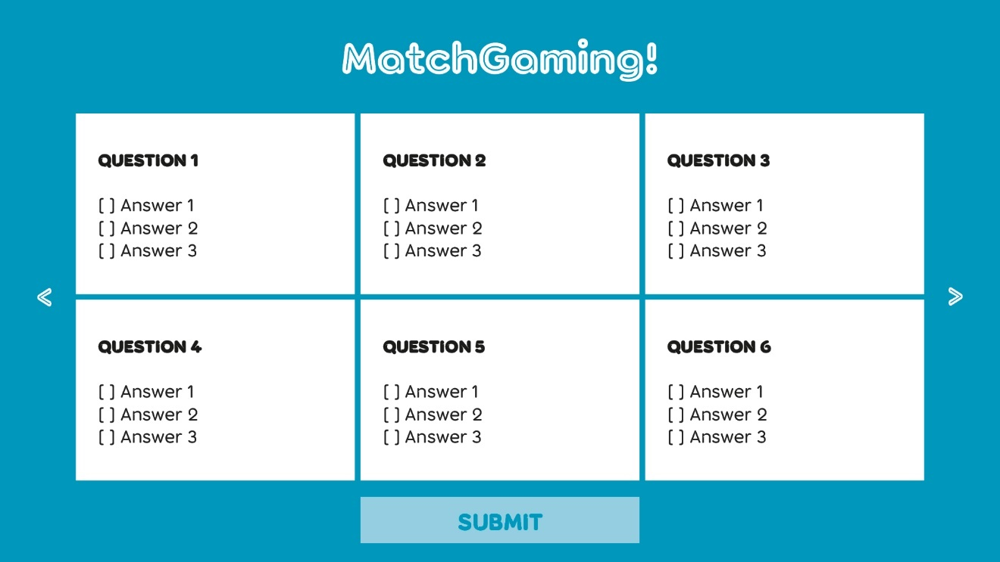 MatchGaming!
QUESTION 1
[ ] Answer 1
[ ] Answer 2
[ ] Answer 3
QUESTION 2
[ ] Answer 1
[ ] Answer 2
[ ] Answer 3
QUESTION 3
[ ] Answer 1
[ ] Answer 2
[ ] Answer 3
<
>
QUESTION 4
[ ] Answer 1
[ ] Answer 2
[ ] Answer 3
QUESTION 5
[ ] Answer 1
[ ] Answer 2
[ ] Answer 3
QUESTION 6
[ ] Answer 1
[ ] Answer 2
[ ] Answer 3
SUBMIT